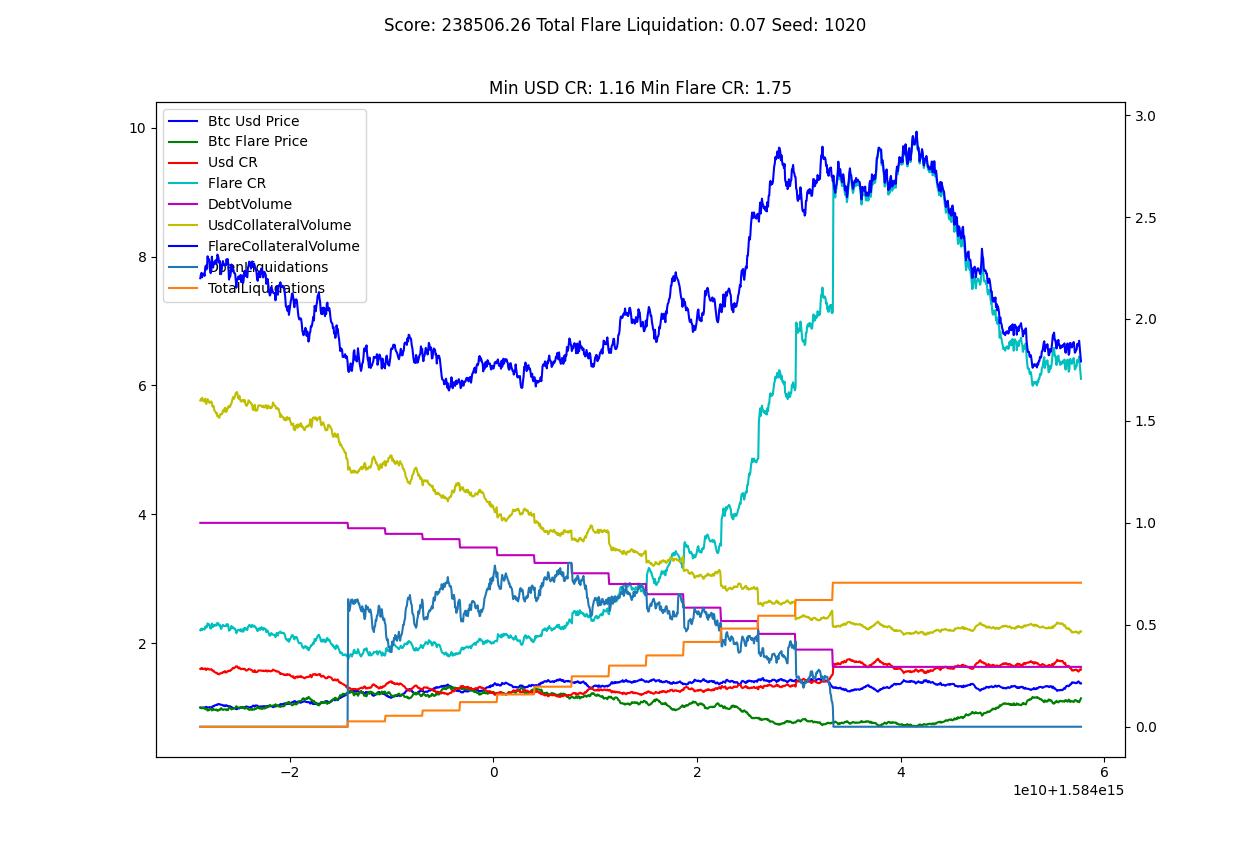 Score: 238506.26 Total Flare Liquidation: 0.07 Seed: 1020
Min USD CR: 1.16 Min Flare CR: 1.75
Btc Usd Price
Btc Flare Price
Usd CR
Flare CR
DebtVolume
UsdCollateralVolume
FlareCollateralVolume
OpenLiquidations
TotalLiquidations
10
8
6
4
2
3.0
2.5
2.0
1.5
1.0
0.5
0.0
−2 0 2 4 6
1e10+1.584e15